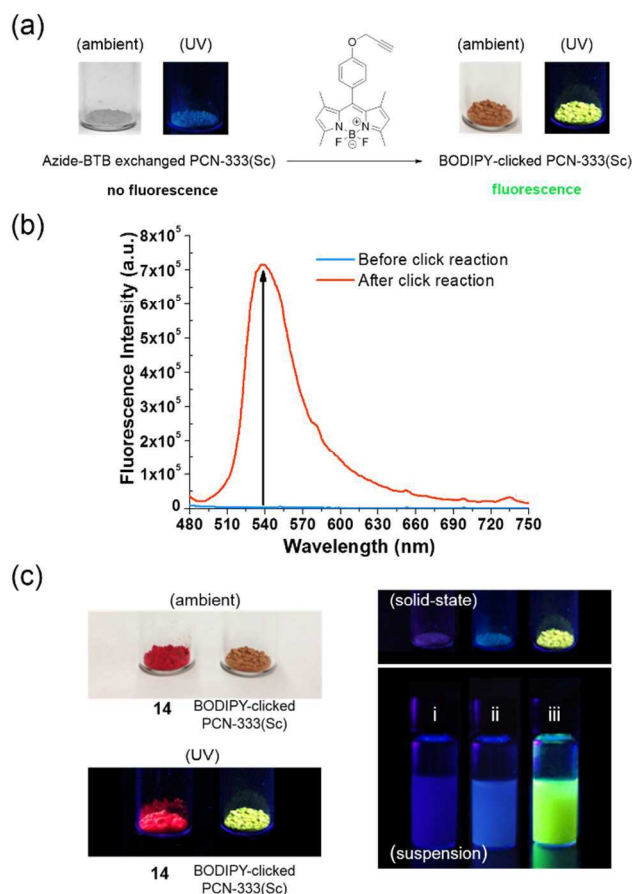 (a)
(ambient)
(UV)
(ambient)
(UV)
O
N
N
B
F
F
+
−
Azide-BTB exchanged PCN-333(Sc)
BODIPY-clicked PCN-333(Sc)
no fluorescence
fluorescence
(b)
Fluorescence Intensity (a.u.)
8x10⁵
7x10⁵
6x10⁵
5x10⁵
4x10⁵
3x10⁵
2x10⁵
1x10⁵
0
Before click reaction
After click reaction
480 510 540 570 600 630 660 690 720 750
Wavelength (nm)
(c)
(ambient)
14
BODIPY-clicked
PCN-333(Sc)
(UV)
14
BODIPY-clicked
PCN-333(Sc)
(solid-state)
i
ii
iii
(suspension)